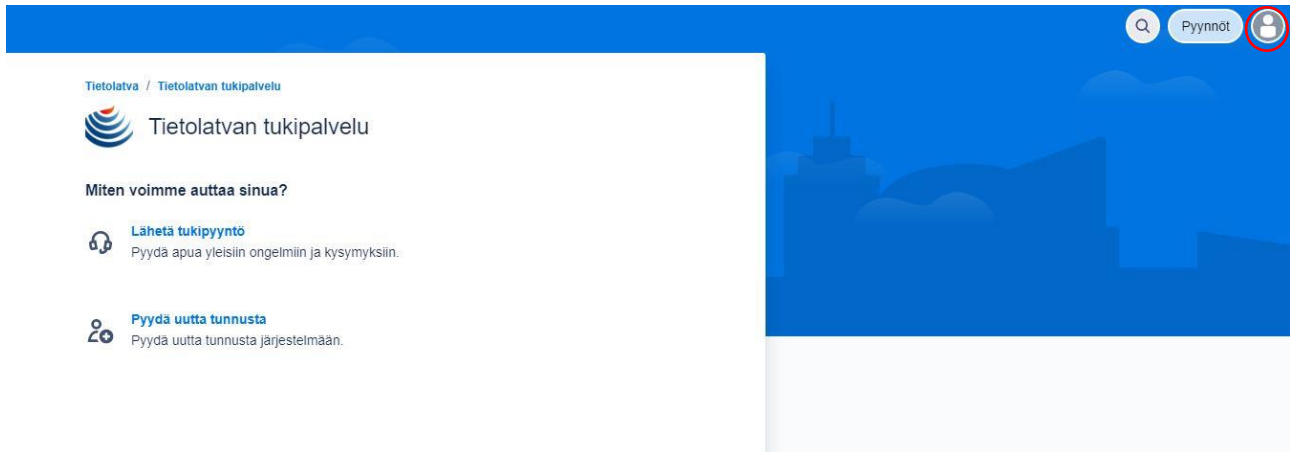 Pyynnöt
Tietolatva / Tietolatvan tukipalvelu
Tietolatvan tukipalvelu
Miten voimme auttaa sinua?
Lähetä tukipyyntö
Pyydä apua yleisiin ongelmiin ja kysymyksiin.
Pyydä uutta tunnusta
Pyydä uutta tunnusta järjestelmään.